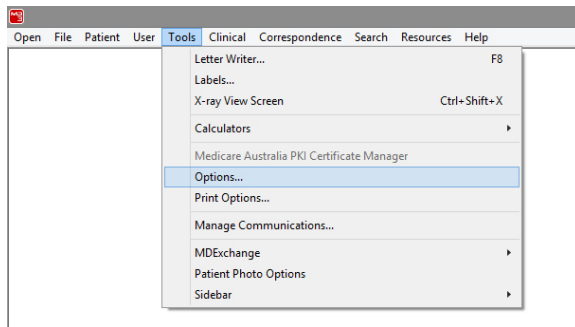 Open File Patient User Tools Clinical Correspondence Search Resources Help
Letter Writer... F8
Labels...
X-ray View Screen Ctrl+Shift+X
Calculators
Medicare Australia PKI Certificate Manager
Options...
Print Options...
Manage Communications...
MDExchange
Patient Photo Options
Sidebar